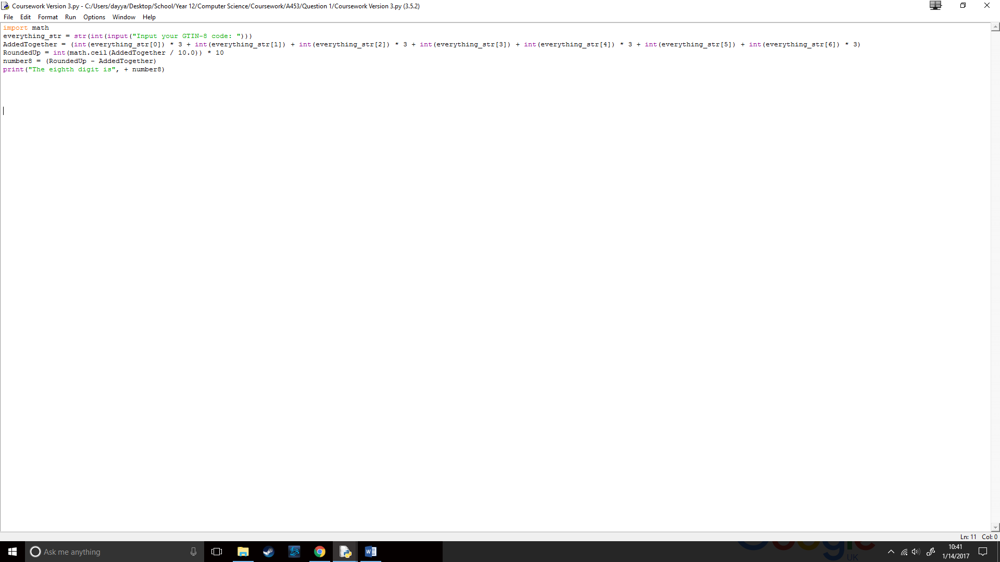 Coursework Version 3.py - C:/Users/dayya/Desktop/School/Year 12/Computer Science/Coursework/A453/Question 1/Coursework Version 3.py (3.5.2)
File Edit Format Run Options Window Help
import math
everything_str = str(int(input("Input your GTIN-8 code: ")))
AddedTogether = (int(everything_str[0]) * 3 + int(everything_str[1]) + int(everything_str[2]) * 3 + int(everything_str[3]) + int(everything_str[4]) * 3 + int(everything_str[5]) + int(everything_str[6]) * 3)
RoundedUp = int(math.ceil(AddedTogether / 10.0)) * 10
number8 = (RoundedUp - AddedTogether)
print("The eighth digit is", + number8)
Ln: 11 Col: 0
Ask me anything
Google
UK
10:41
1/14/2017